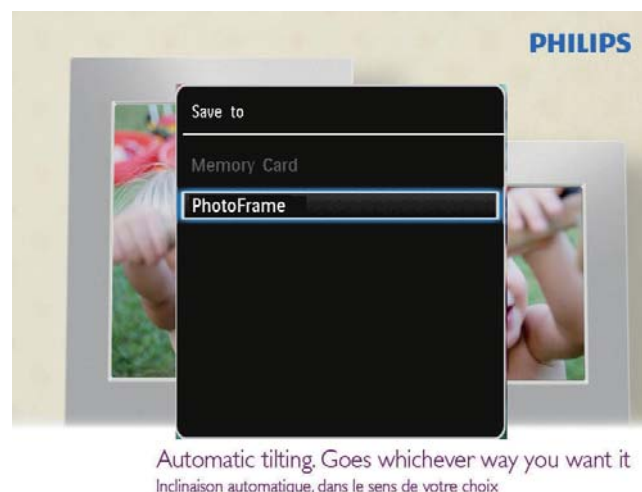 PHILIPS
Save to
Memory Card
PhotoFrame
Automatic tilting. Goes whichever way you want it
Inclinaison automatique, dans le sens de votre choix